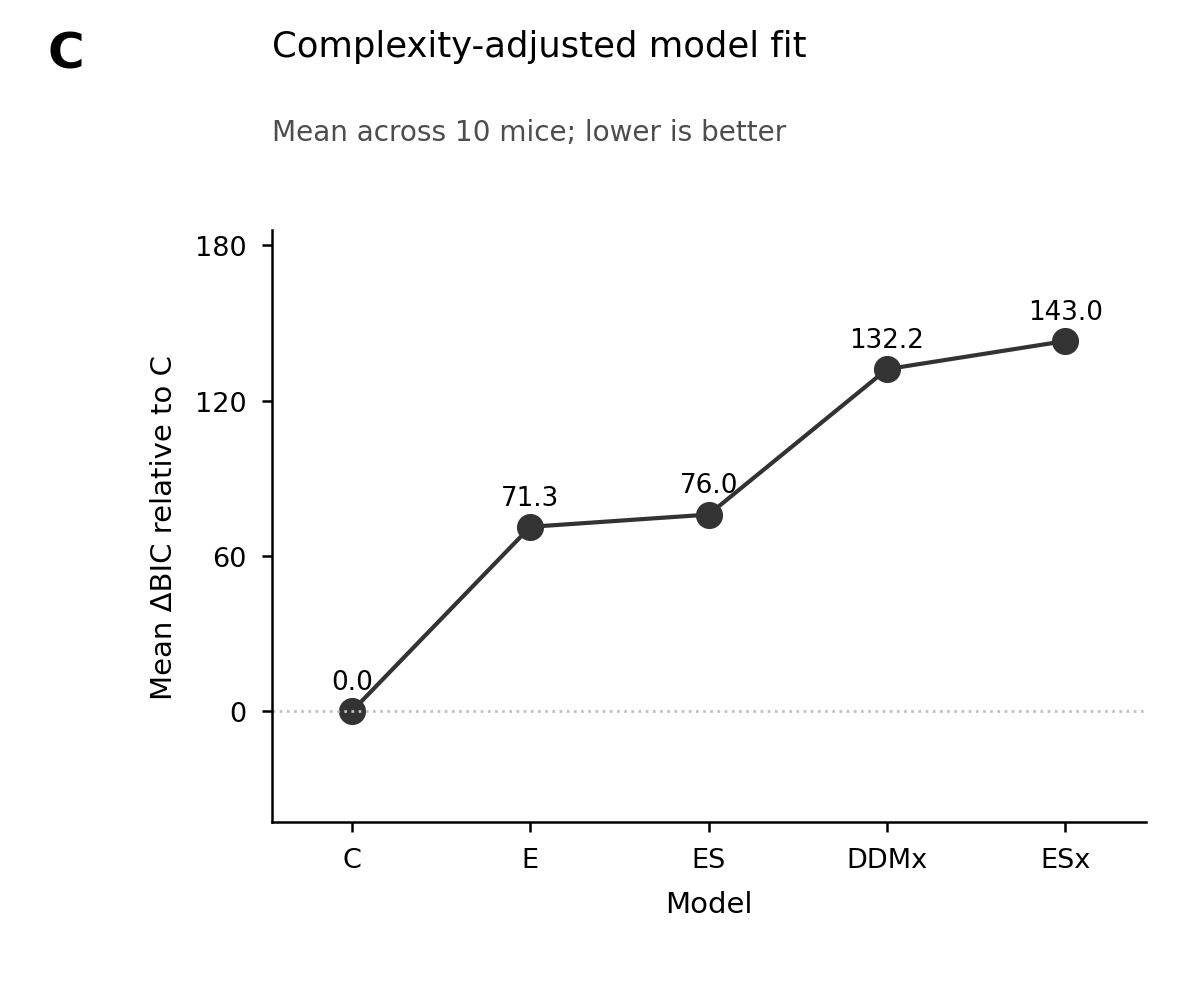 C
Complexity-adjusted model fit
Mean across 10 mice; lower is better
Mean ΔBIC relative to C
180
120
60
0
0.0
71.3
76.0
132.2
143.0
C
E
ES
DDMx
ESx
Model